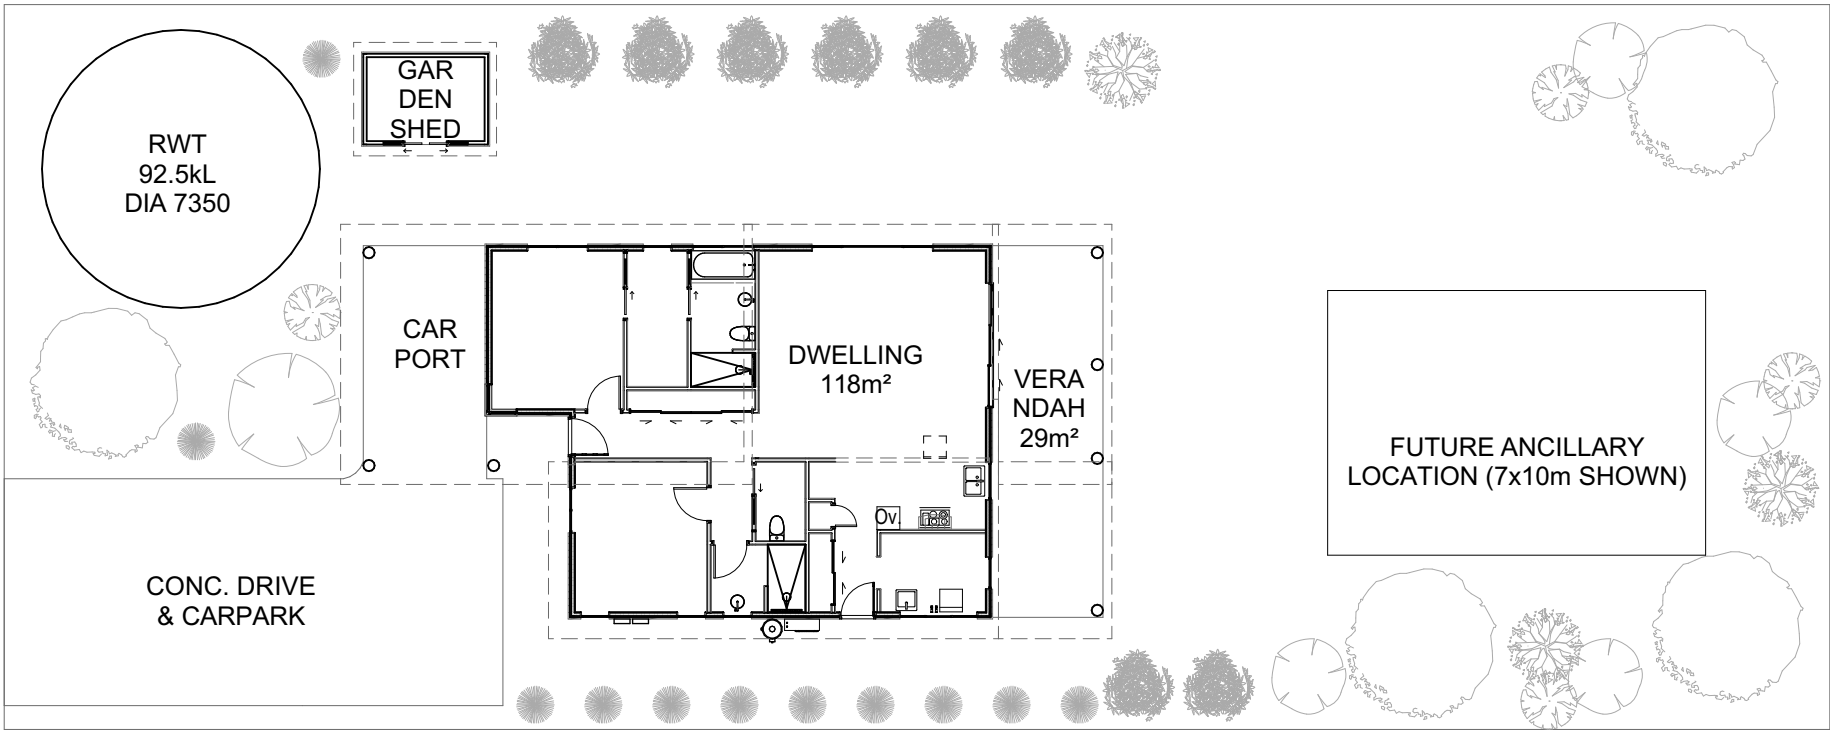 RWT
92.5kL
DIA 7350
GAR
DEN
SHED
CAR
PORT
DWELLING
118m²
VERA
NDAH
29m²
Ov.
FUTURE ANCILLARY
LOCATION (7x10m SHOWN)
CONC. DRIVE
& CARPARK